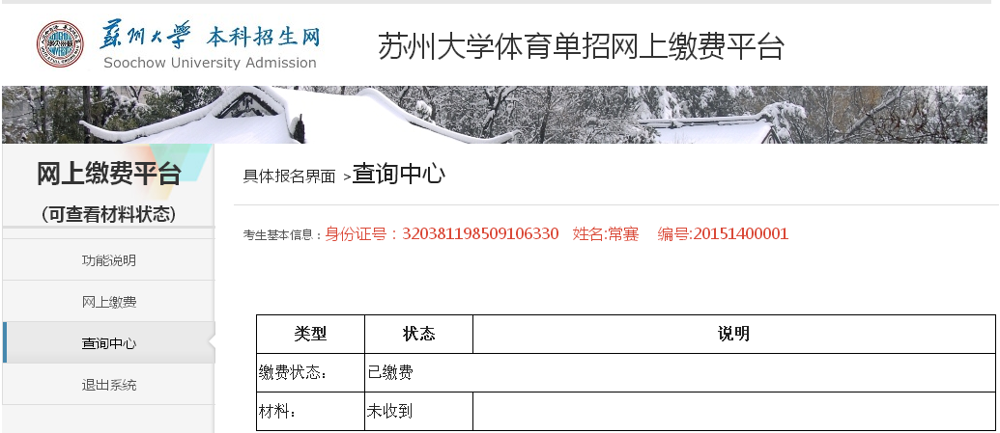 蘇州大學 本科招生网
Soochow University Admission
苏州大学体育单招网上缴费平台
网上缴费平台
(可查看材料状态)
功能说明
网上缴费
查询中心
退出系统
具体报名界面 >查询中心
考生基本信息：身份证号：320381198509106330 姓名:常赛 编号:20151400001
类型 状态 说明
缴费状态： 已缴费
材料： 未收到